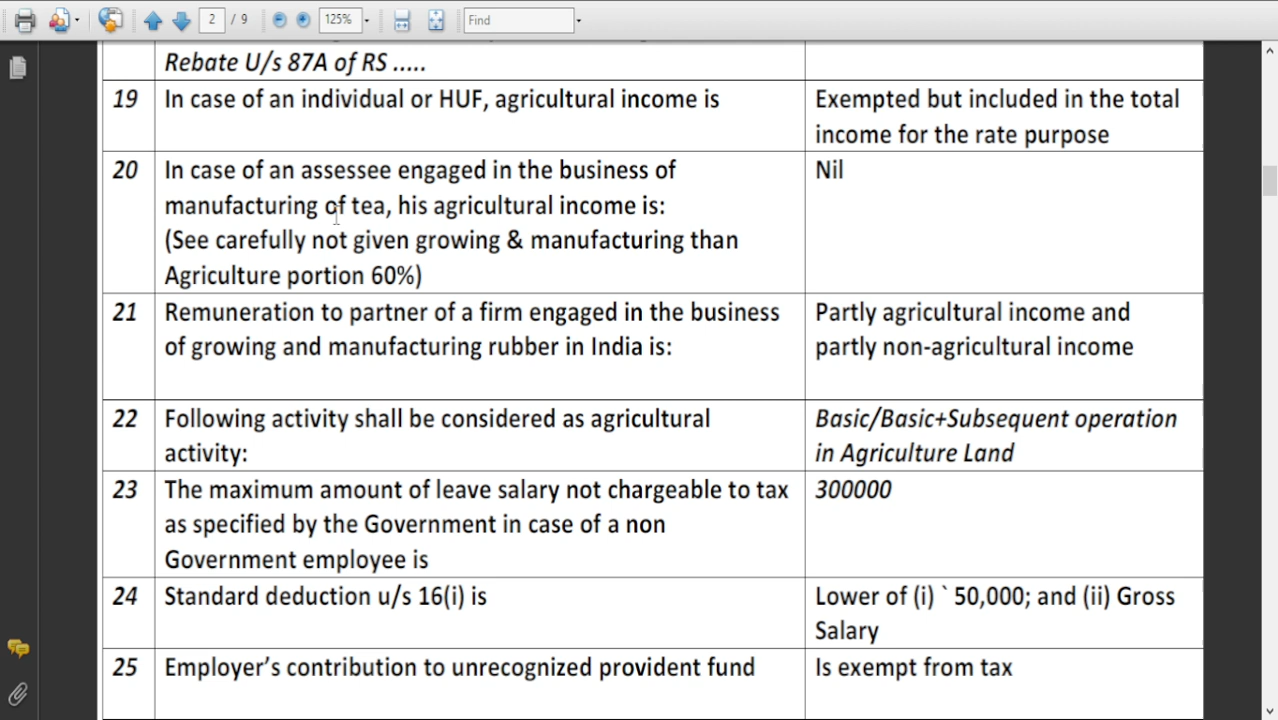 2 / 9 125% Find
Rebate U/s 87A of RS .....
19 In case of an individual or HUF, agricultural income is Exempted but included in the total
income for the rate purpose
20 In case of an assessee engaged in the business of Nil
manufacturing of tea, his agricultural income is:
(See carefully not given growing & manufacturing than
Agriculture portion 60%)
21 Remuneration to partner of a firm engaged in the business Partly agricultural income and
of growing and manufacturing rubber in India is: partly non-agricultural income
22 Following activity shall be considered as agricultural Basic/Basic+Subsequent operation
activity: in Agriculture Land
23 The maximum amount of leave salary not chargeable to tax 300000
as specified by the Government in case of a non
Government employee is
24 Standard deduction u/s 16(i) is Lower of (i) ` 50,000; and (ii) Gross
Salary
25 Employer's contribution to unrecognized provident fund Is exempt from tax